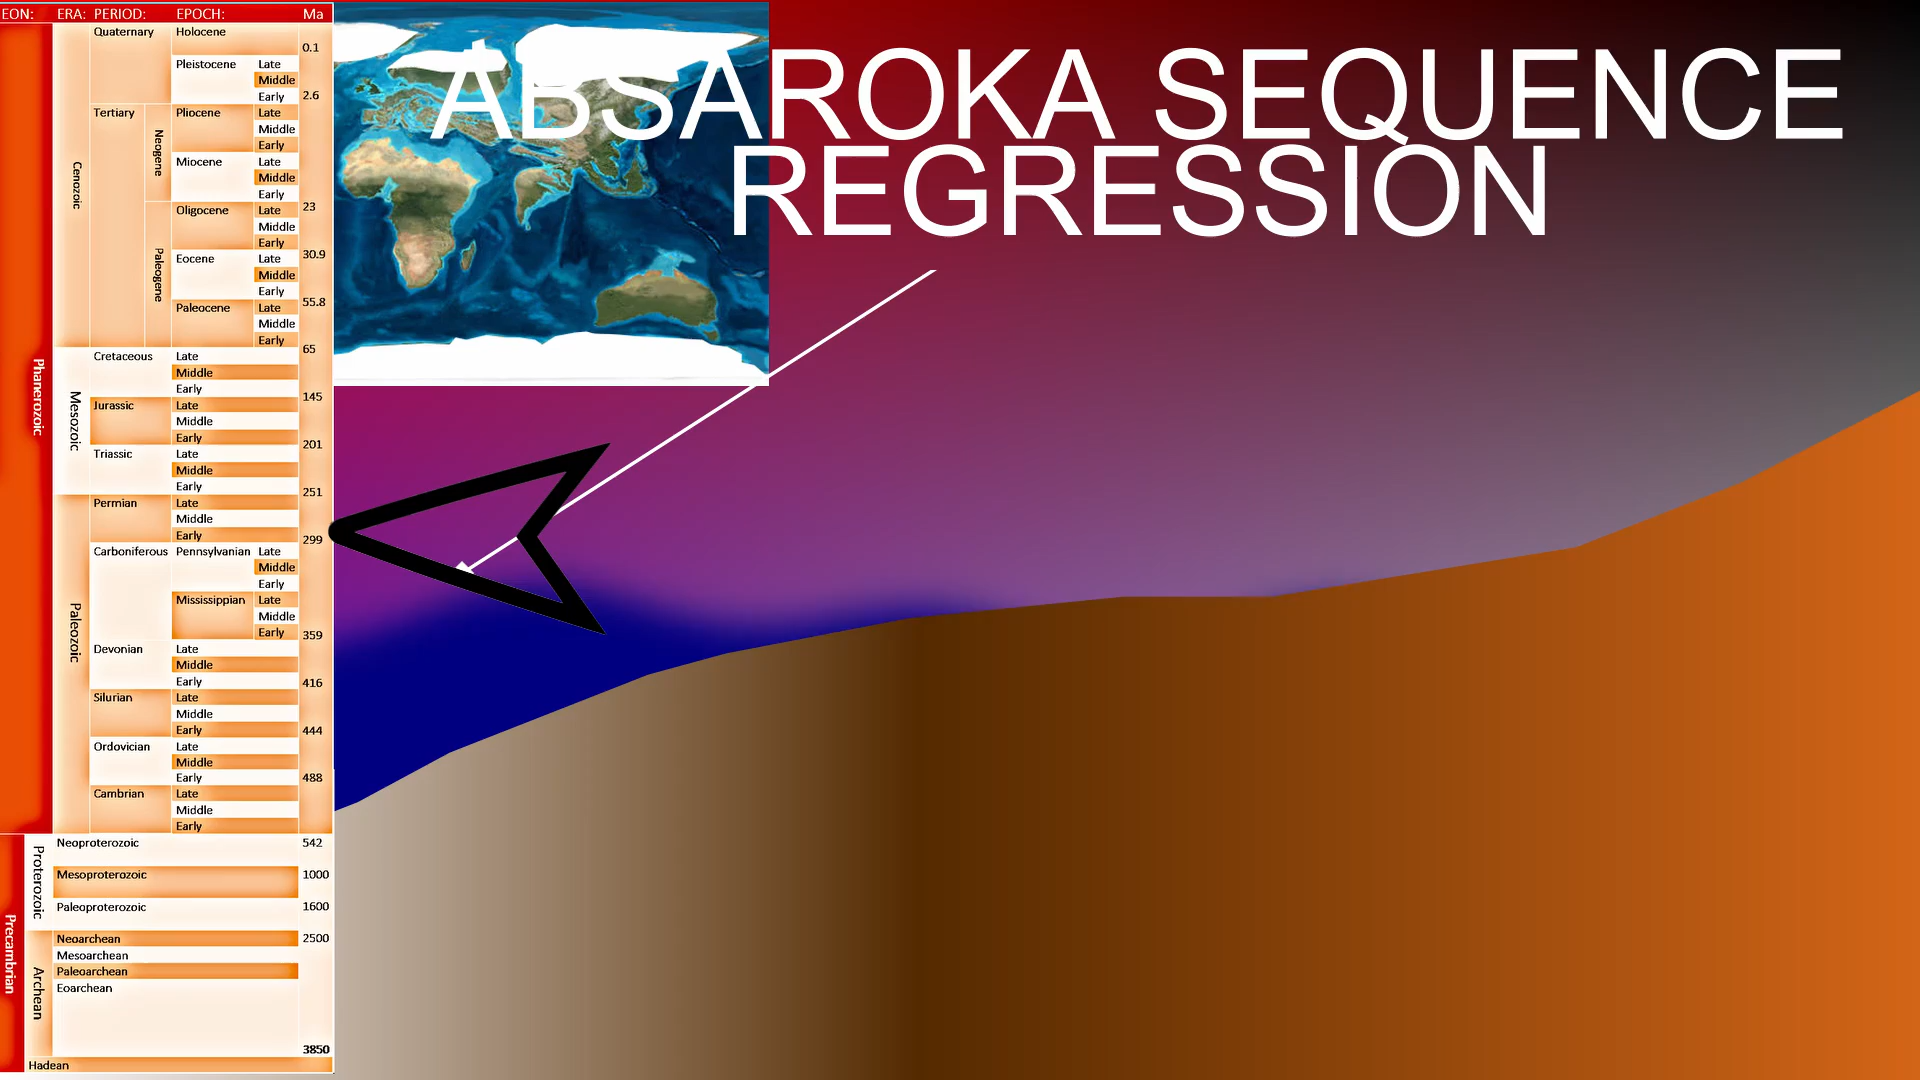 EON: ERA: PERIOD: EPOCH: Ma
ABSAROKA SEQUENCE
REGRESSION
Phanerozoic
Precambrian
Cenozoic
Mesozoic
Paleozoic
Proterozoic
Archean
Quaternary
Holocene
0.1
Pleistocene
Late
Middle
Early
2.6
Tertiary
Neogene
Pliocene
Late
Middle
Early
Miocene
Late
Middle
Early
23
Paleogene
Oligocene
Late
Middle
Early
30.9
Eocene
Late
Middle
Early
55.8
Paleocene
Late
Middle
Early
65
Cretaceous
Late
Middle
Early
145
Jurassic
Late
Middle
Early
201
Triassic
Late
Middle
Early
251
Permian
Late
Middle
Early
299
Carboniferous
Pennsylvanian
Late
Middle
Early
Mississippian
Late
Middle
Early
359
Devonian
Late
Middle
Early
416
Silurian
Late
Middle
Early
444
Ordovician
Late
Middle
Early
488
Cambrian
Late
Middle
Early
542
Neoproterozoic
Mesoproterozoic
1000
Paleoproterozoic
1600
Neoarchean
2500
Mesoarchean
Paleoarchean
Eoarchean
3850
Hadean